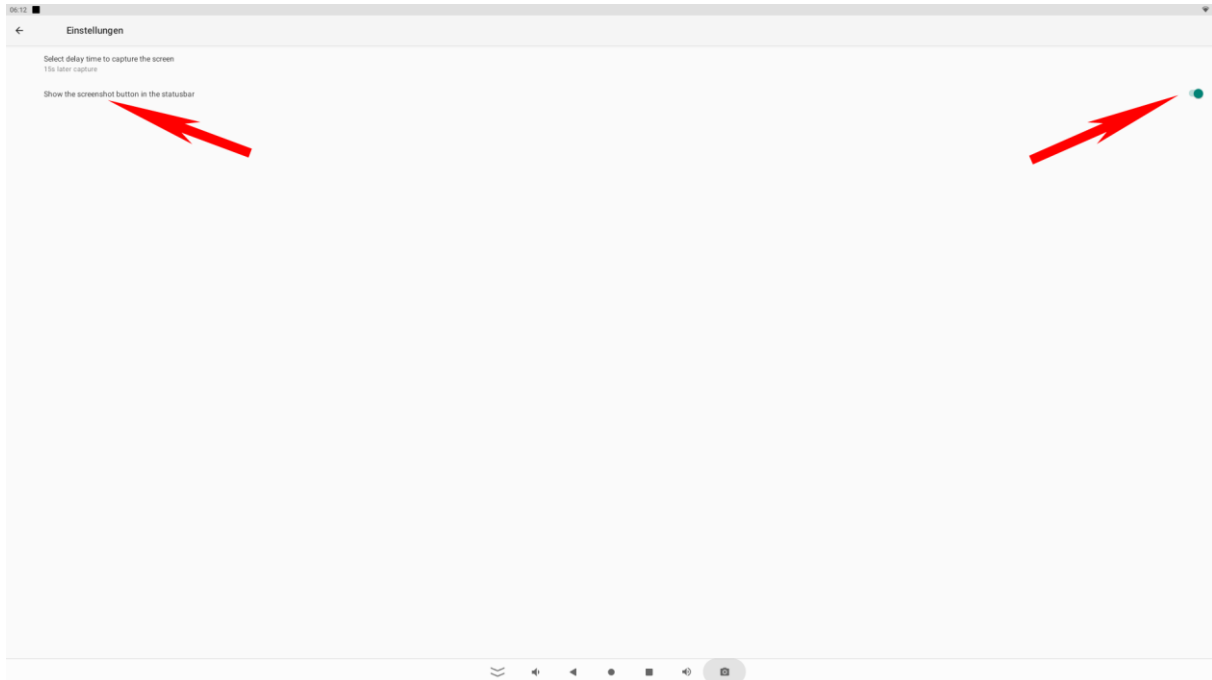 06:12
Einstellungen
Select delay time to capture the screen
15s later capture
Show the screenshot button in the statusbar